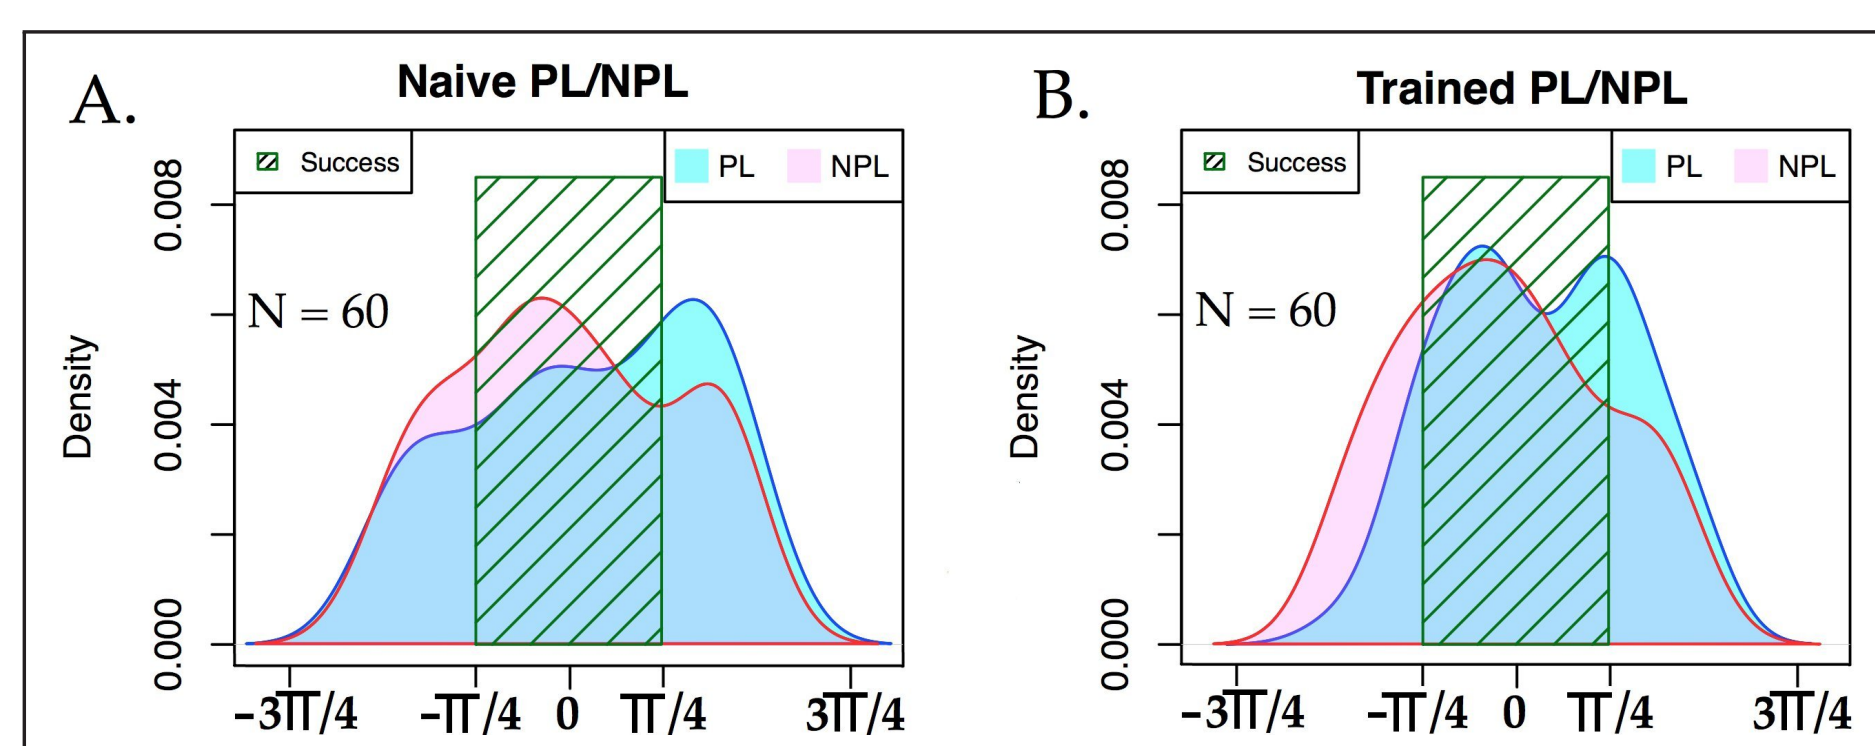 A.
Naive PL/NPL
Success
PL
NPL
N = 60
Density
0.008
0.004
0.000
-3π/4
-π/4
0
π/4
3π/4
B.
Trained PL/NPL
Success
PL
NPL
N = 60
Density
0.008
0.004
0.000
-3π/4
-π/4
0
π/4
3π/4